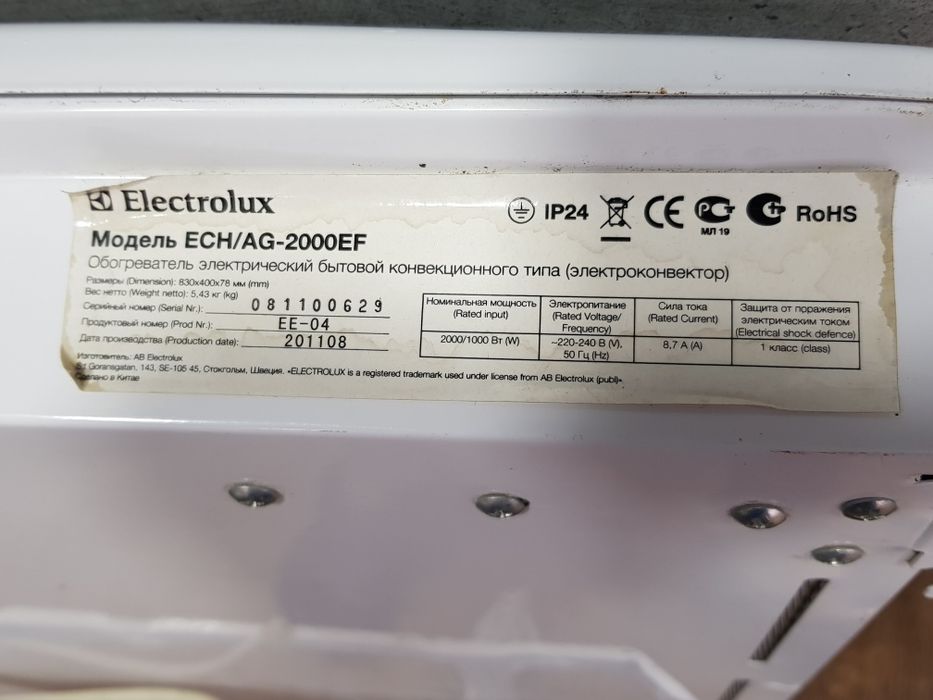 Electrolux
IP24
CE
РСТ
МЛ 19
RoHS
Модель ECH/AG-2000EF
Обогреватель электрический бытовой конвекционного типа (электроконвектор)
Размеры (Dimension): 830х400х78 мм (mm)
Вес нетто (Weight netto): 5,43 кг (kg)
Серийный номер (Serial Nr.): 081100629
Продуктовый номер (Prod Nr.): EE-04
Дата производства (Production date): 201108
Изготовитель: AB Electrolux
S:t Goransgatan, 143, SE-105 45, Стокгольм, Швеция. «ELECTROLUX is a registered trademark used under license from AB Electrolux (publ)».
Сделано в Китае
Номинальная мощность
(Rated input)
Электропитание
(Rated Voltage/
Frequency)
Сила тока
(Rated Current)
Защита от поражения
электрическим током
(Electrical shock defence)
2000/1000 Вт (W)
~220-240 В (V),
50 Гц (Hz)
8,7 А (A)
1 класс (class)